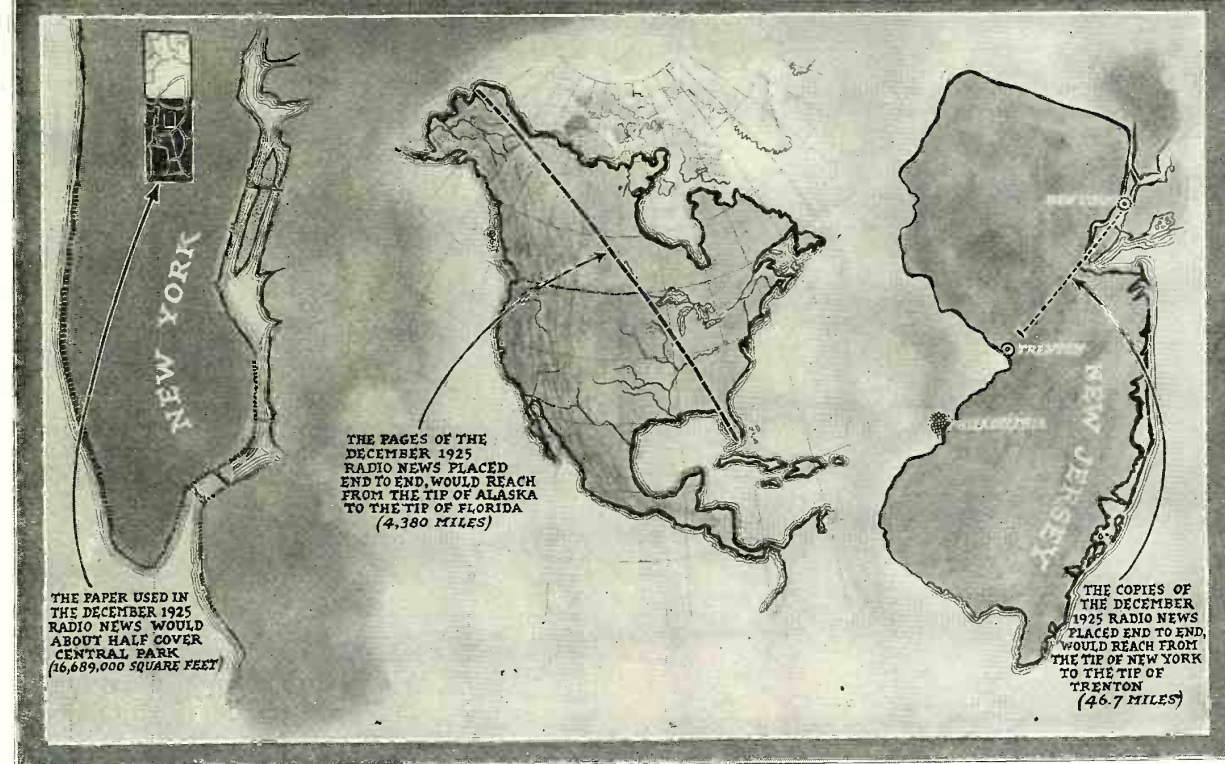 NEW YORK
THE PAPER USED IN
THE DECEMBER 1925
RADIO NEWS WOULD
ABOUT HALF COVER
CENTRAL PARK
(16,689,000 SQUARE FEET)
THE PAGES OF THE
DECEMBER 1925
RADIO NEWS PLACED
END TO END, WOULD REACH
FROM THE TIP OF ALASKA
TO THE TIP OF FLORIDA
(4,380 MILES)
TRENTON
NEW JERSEY
THE COPIES OF
THE DECEMBER
1925 RADIO NEWS
PLACED END TO END,
WOULD REACH FROM
THE TIP OF NEW YORK
TO THE TIP OF
TRENTON
(46.7 MILES)